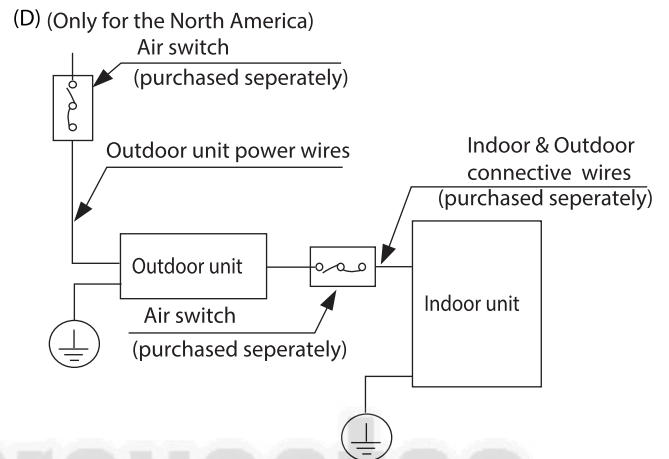 (D) (Only for the North America)
Air switch
(purchased seperately)
Outdoor unit power wires
Indoor & Outdoor
connective wires
(purchased seperately)
Outdoor unit
Indoor unit
Air switch
(purchased seperately)